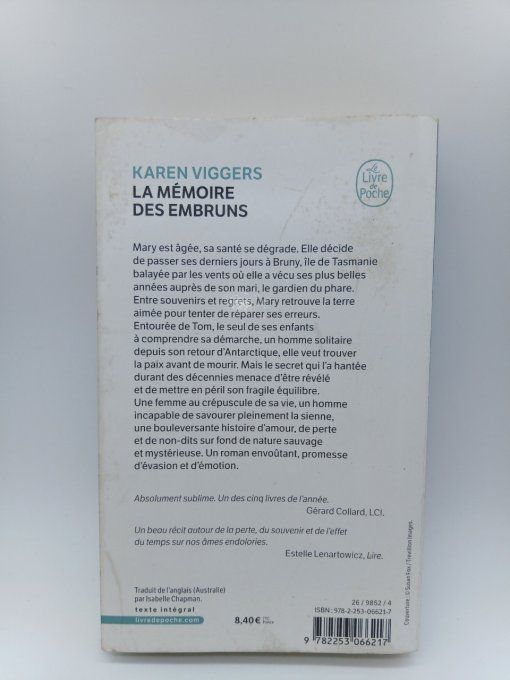 KAREN VIGGERS
LA MÉMOIRE
DES EMBRUNS
Le
Livre
de
Poche
Mary est âgée, sa santé se dégrade. Elle décide
de passer ses derniers jours à Bruny, île de Tasmanie
balayée par les vents où elle a vécu ses plus belles
années auprès de son mari, le gardien du phare.
Entre souvenirs et regrets, Mary retrouve la terre
aimée pour tenter de réparer ses erreurs.
Entourée de Tom, le seul de ses enfants
à comprendre sa démarche, un homme solitaire
depuis son retour d'Antarctique, elle veut trouver
la paix avant de mourir. Mais le secret qui l'a hantée
durant des décennies menace d'être révélé
et de mettre en péril son fragile équilibre.
Une femme au crépuscule de sa vie, un homme
incapable de savourer pleinement la sienne,
une bouleversante histoire d'amour, de perte
et de non-dits sur fond de nature sauvage
et mystérieuse. Un roman envoûtant, promesse
d'évasion et d'émotion.
Absolument sublime. Un des cinq livres de l'année.
Gérard Collard, LCI.
Un beau récit autour de la perte, du souvenir et de l'effet
du temps sur nos âmes endolories.
Estelle Lenartowicz, Lire.
Traduit de l'anglais (Australie)
par Isabelle Chapman.
texte intégral
livredepoche.com
8,40 €
26 / 9852 / 4
ISBN : 978-2-253-06621-7
9 782253 066217
Couverture : © Susan Fox / Trevillion Images.